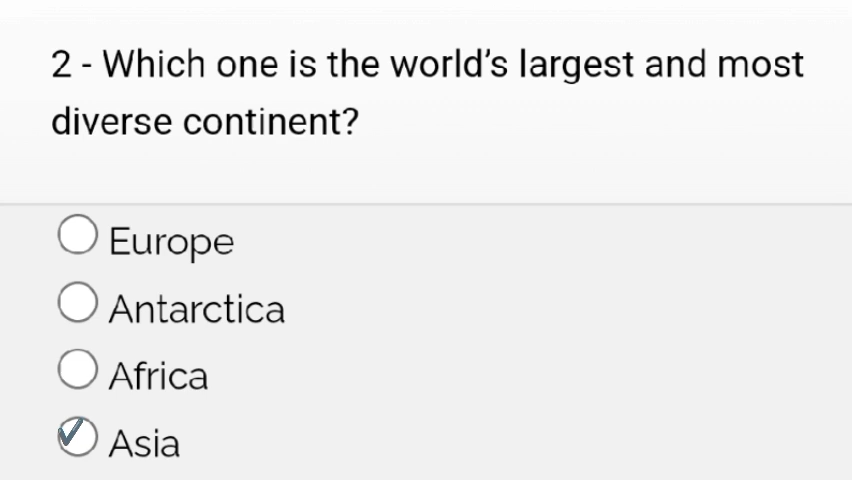 2 - Which one is the world’s largest and most
diverse continent?
Europe
Antarctica
Africa
Asia